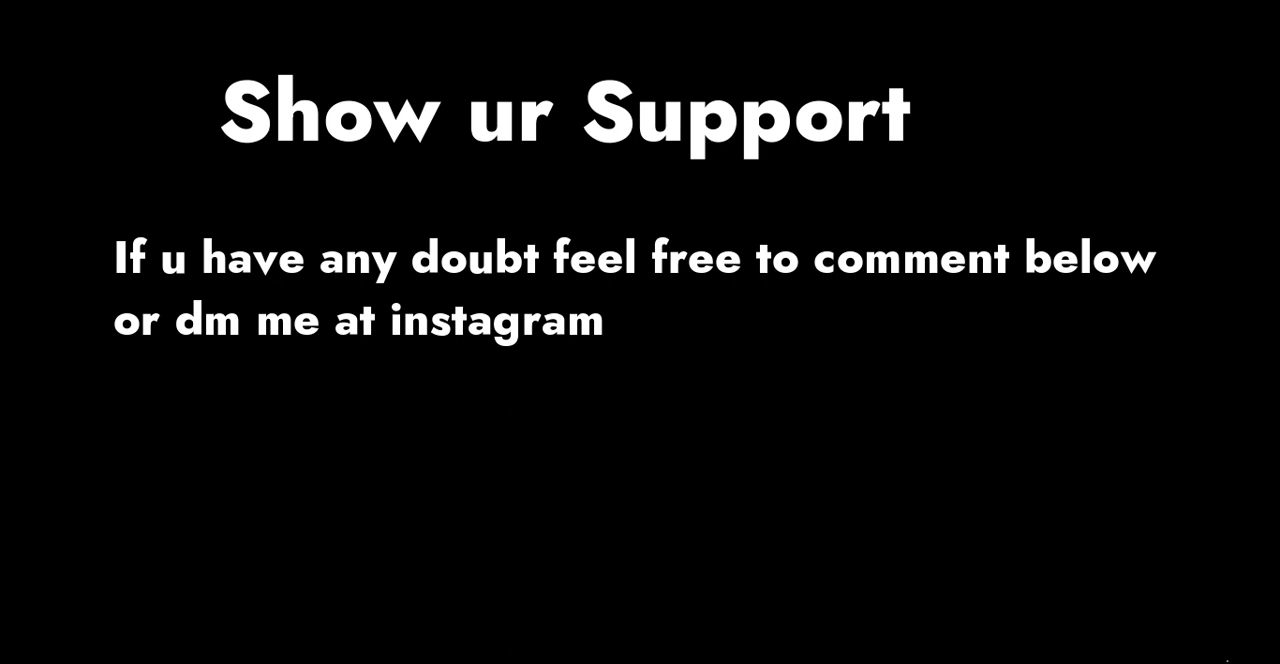 Show ur Support
If u have any doubt feel free to comment below
or dm me at instagram